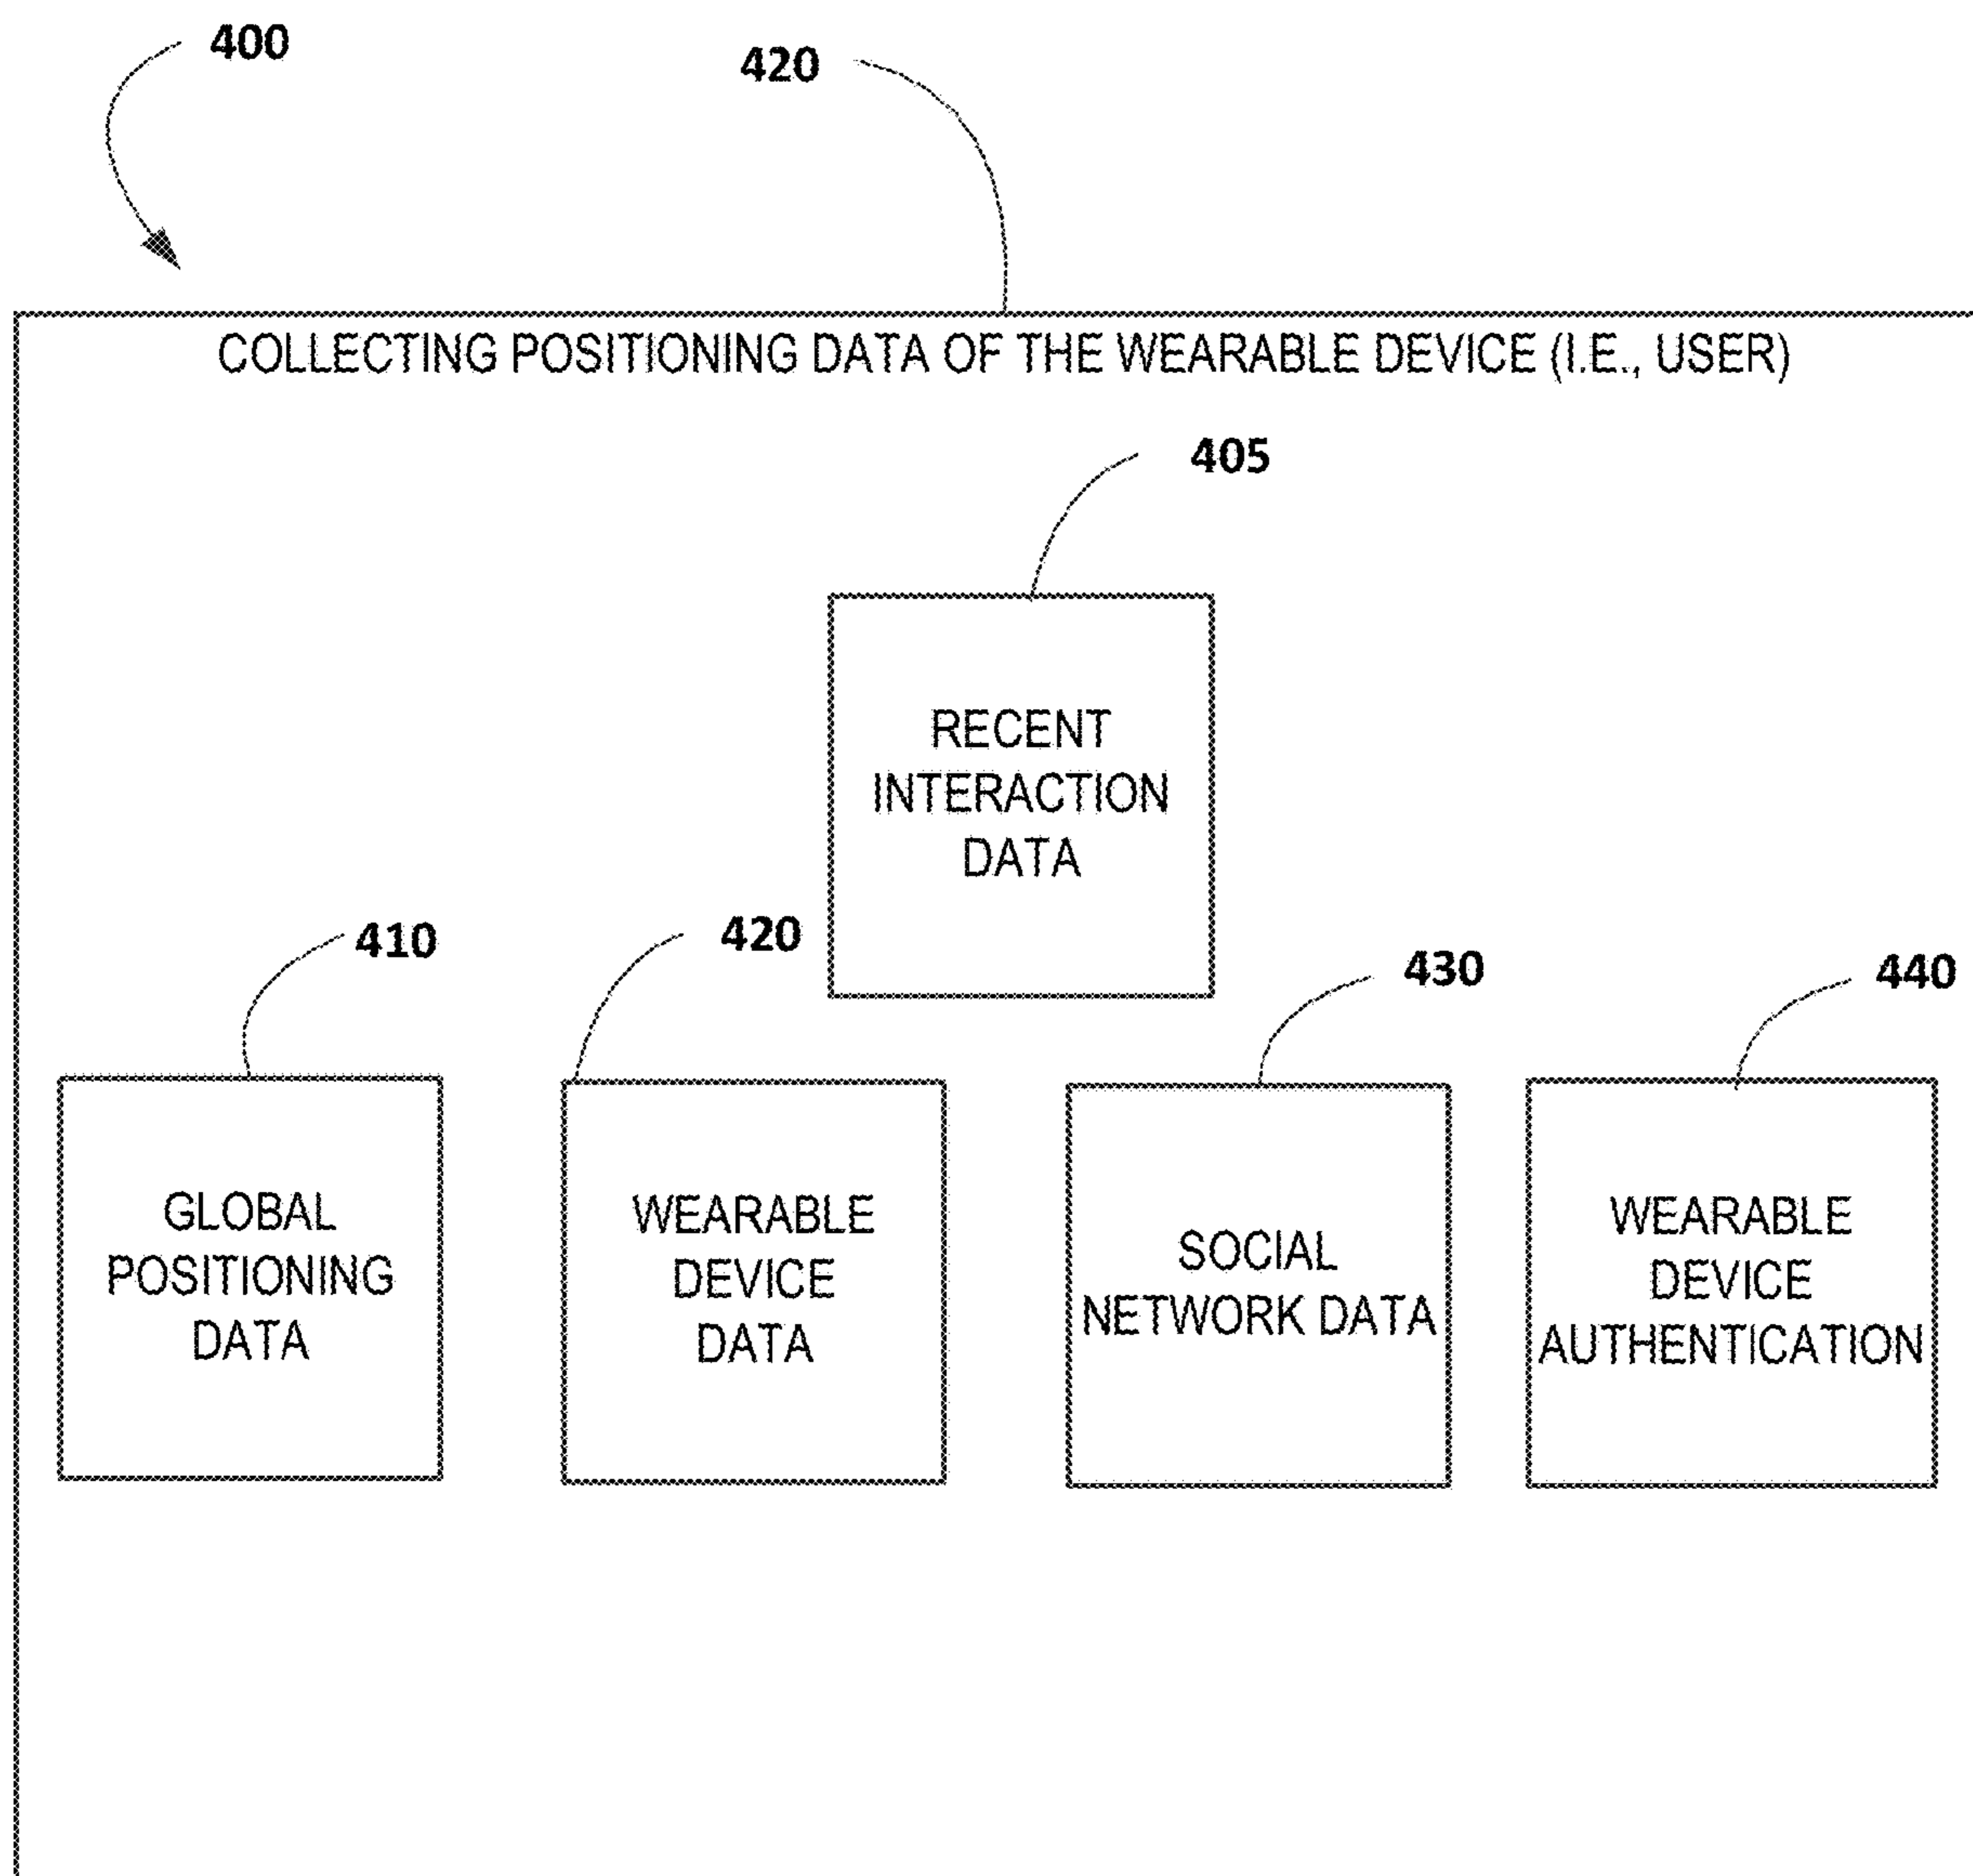 400
420
COLLECTING POSITIONING DATA OF THE WEARABLE DEVICE (I.E., USER)
405
RECENT
INTERACTION
DATA
410
420
430
440
GLOBAL
POSITIONING
DATA
WEARABLE
DEVICE
DATA
SOCIAL
NETWORK DATA
WEARABLE
DEVICE
AUTHENTICATION